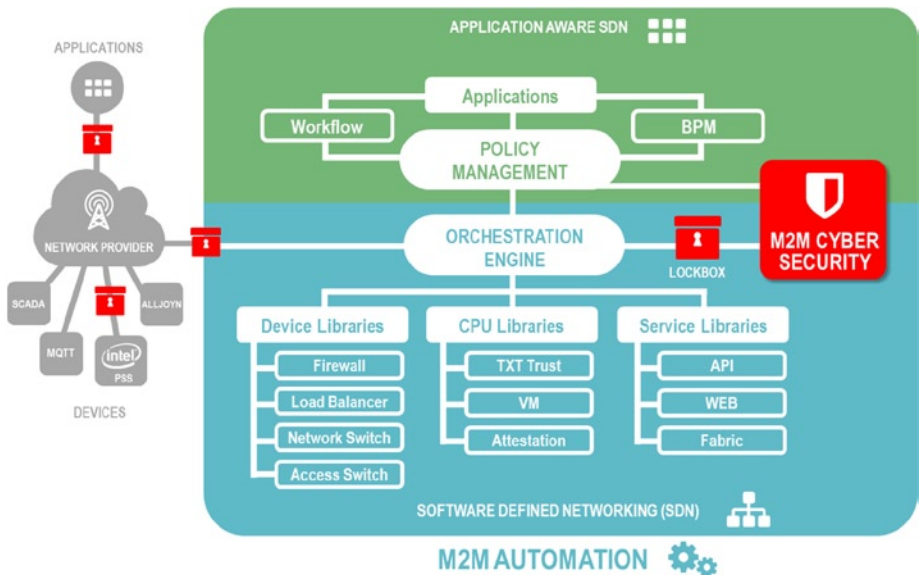 APPLICATION AWARE SDN
APPLICATIONS
Applications
Workflow
BPM
POLICY
MANAGEMENT
NETWORK PROVIDER
ORCHESTRATION
ENGINE
LOCKBOX
M2M CYBER
SECURITY
SCADA
ALLJOYN
MQTT
intel
PSS
DEVICES
Device Libraries
Firewall
Load Balancer
Network Switch
Access Switch
CPU Libraries
TXT Trust
VM
Attestation
Service Libraries
API
WEB
Fabric
SOFTWARE DEFINED NETWORKING (SDN)
M2M AUTOMATION